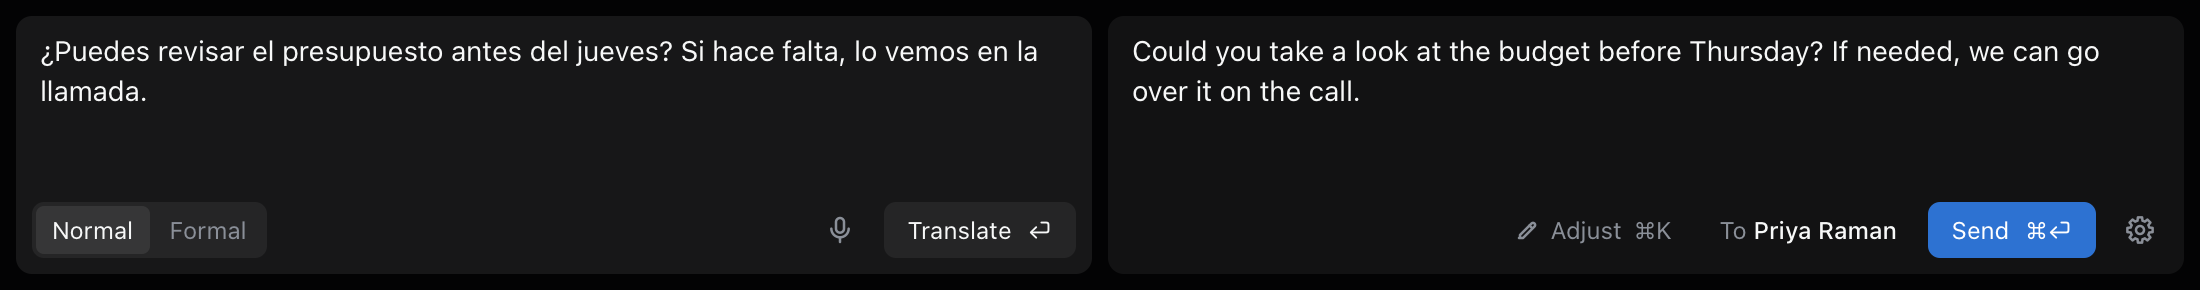 ¿Puedes revisar el presupuesto antes del jueves? Si hace falta, lo vemos en la
llamada.
Normal Formal
Translate ⏎
Could you take a look at the budget before Thursday? If needed, we can go
over it on the call.
Adjust ⌘K
To Priya Raman
Send ⌘⏎